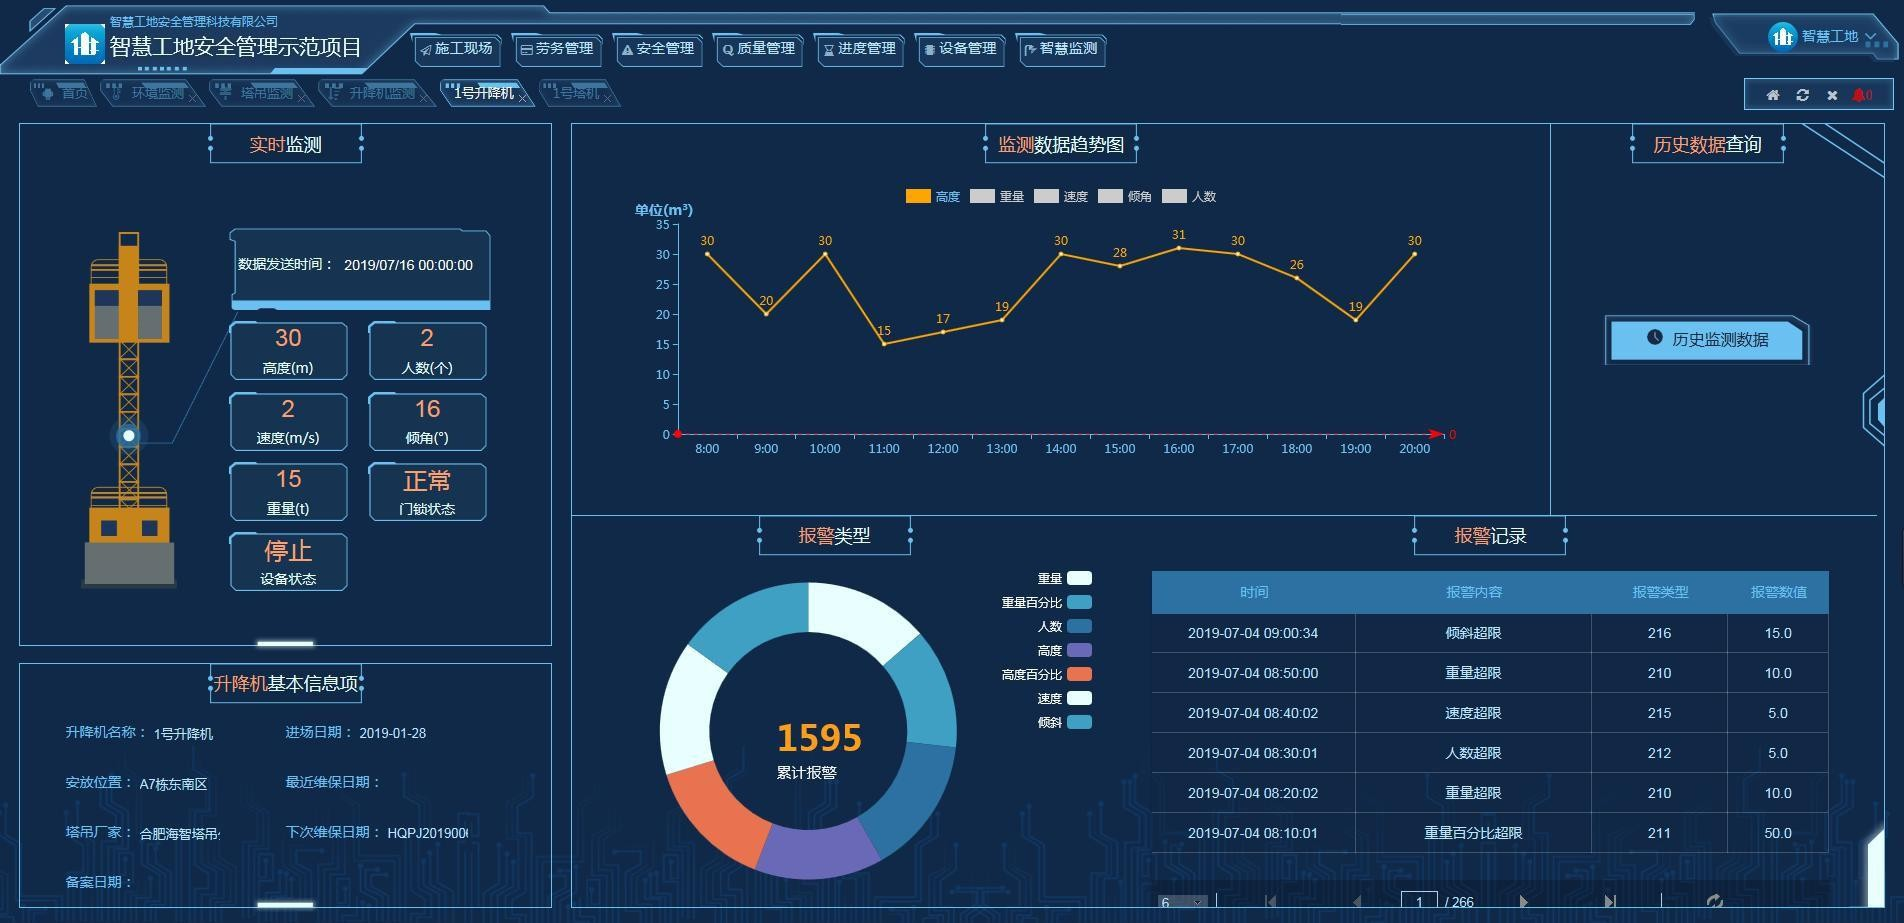 智慧工地安全管理科技有限公司
智慧工地安全管理示范项目
施工现场 劳务管理 安全管理 质量管理 进度管理 设备管理 智慧监测
智慧工地
首页 环境监测 塔吊监测 升降机监测 1号升降机 1号塔机
0
实时监测
数据发送时间： 2019/07/16 00:00:00
30
高度(m)
2
人数(个)
2
速度(m/s)
16
倾角(°)
15
重量(t)
正常
门锁状态
停止
设备状态
升降机基本信息项
升降机名称： 1号升降机 进场日期： 2019-01-28
安放位置： A7栋东南区 最近维保日期：
塔吊厂家： 合肥海智塔吊 下次维保日期： HQPJ201900
备案日期：
监测数据趋势图
高度 重量 速度 倾角 人数
单位(m³)
35
30
25
20
15
10
5
0
30 20 30 15 17 19 30 28 31 30 26 19 30
0
8:00 9:00 10:00 11:00 12:00 13:00 14:00 15:00 16:00 17:00 18:00 19:00 20:00
历史数据查询
历史监测数据
报警类型
重量
重量百分比
人数
高度
高度百分比
速度
倾斜
1595
累计报警
报警记录
时间 报警内容 报警类型 报警数值
2019-07-04 09:00:34 倾斜超限 216 15.0
2019-07-04 08:50:00 重量超限 210 10.0
2019-07-04 08:40:02 速度超限 215 5.0
2019-07-04 08:30:01 人数超限 212 5.0
2019-07-04 08:20:02 重量超限 210 10.0
2019-07-04 08:10:01 重量百分比超限 211 50.0
6 1 / 266